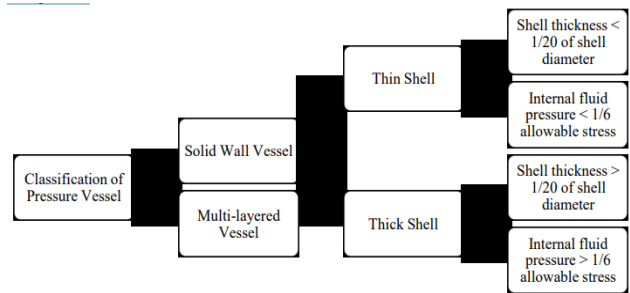 Classification of
Pressure Vessel
Solid Wall Vessel
Multi-layered
Vessel
Thin Shell
Thick Shell
Shell thickness <
1/20 of shell
diameter
Internal fluid
pressure < 1/6
allowable stress
Shell thickness >
1/20 of shell
diameter
Internal fluid
pressure > 1/6
allowable stress